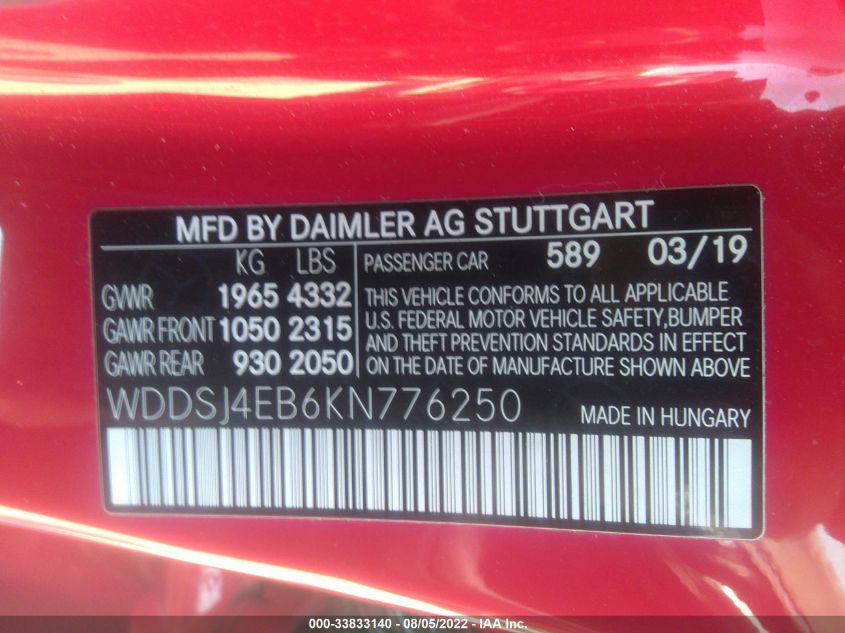 MFD BY DAIMLER AG STUTTGART
KG LBS PASSENGER CAR 589 03/19
GVWR 1965 4332 THIS VEHICLE CONFORMS TO ALL APPLICABLE
GAWR FRONT 1050 2315 U.S. FEDERAL MOTOR VEHICLE SAFETY,BUMPER
GAWR REAR 930 2050 AND THEFT PREVENTION STANDARDS IN EFFECT
ON THE DATE OF MANUFACTURE SHOWN ABOVE
WDDSJ4EB6KN776250 MADE IN HUNGARY
000-33833140 - 08/05/2022 - IAA Inc.